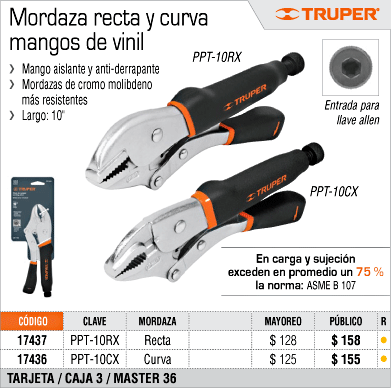 Mordaza recta y curva
mangos de vinil
TRUPER
Mango aislante y anti-derrapante
Mordazas de cromo molibdeno
más resistentes
Largo: 10"
PPT-10RX
TRUPER
Entrada para
llave allen
PPT-10CX
TRUPER
En carga y sujeción
exceden en promedio un 75 %
la norma: ASME B 107
CÓDIGO CLAVE MORDAZA MAYOREO PÚBLICO R
17437 PPT-10RX Recta $ 128 $ 158
17436 PPT-10CX Curva $ 125 $ 155
TARJETA / CAJA 3 / MASTER 36